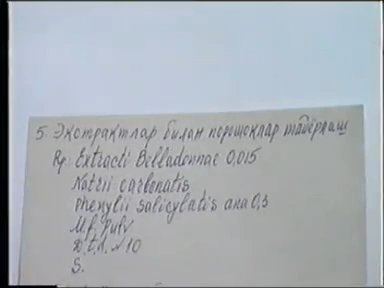 5. Экстрактлар билан порошоклар тайёрлаш
Rp: Extracti Belladonnae 0,015
Natrii carbonatis
Phenylii salicylatis ana 0,3
M.f. pulv
D.t.d. N 10
S.